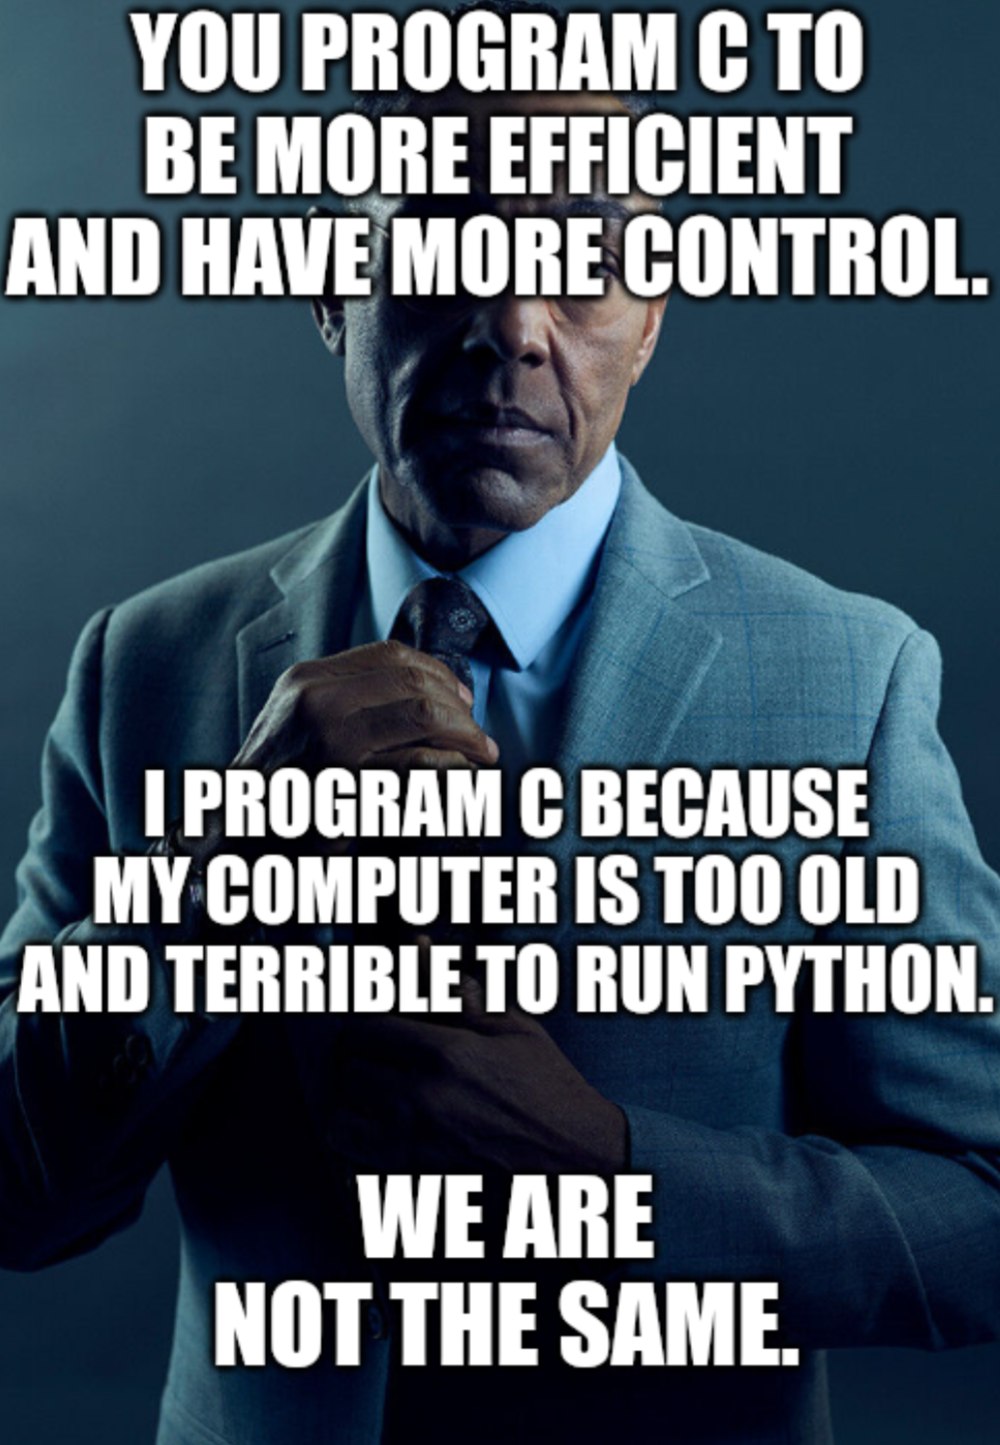 YOU PROGRAM C TO
BE MORE EFFICIENT
AND HAVE MORE CONTROL.
I PROGRAM C BECAUSE
MY COMPUTER IS TOO OLD
AND TERRIBLE TO RUN PYTHON.
WE ARE
NOT THE SAME.